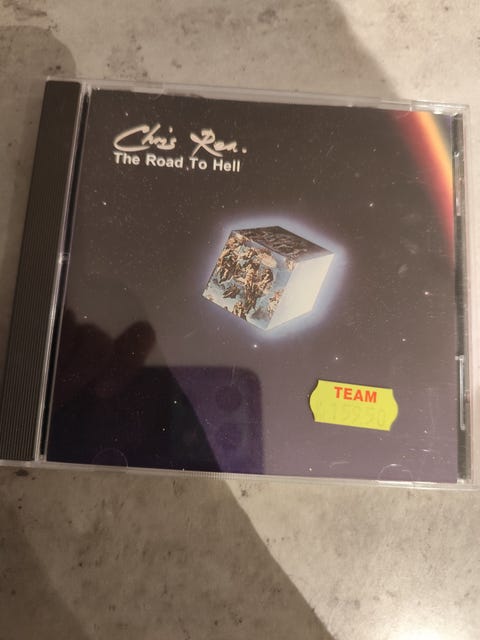 Chris Rea.
The Road To Hell
TEAM